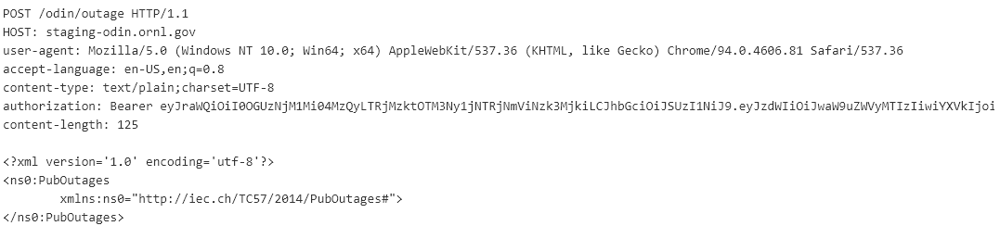 POST /odin/outage HTTP/1.1
HOST: staging-odin.ornl.gov
user-agent: Mozilla/5.0 (Windows NT 10.0; Win64; x64) AppleWebKit/537.36 (KHTML, like Gecko) Chrome/94.0.4606.81 Safari/537.36
accept-language: en-US,en;q=0.8
content-type: text/plain;charset=UTF-8
authorization: Bearer eyJraWQiOiI0OGUzNjM1Mi04MzQyLTRjMzktOTM3Ny1jNTRjNmViNzk3MjkiLCJhbGciOiJSUzI1NiJ9.eyJzdWIiOiJwaW9uZWVyMTIzIiwiYXVkIjoi
content-length: 125
<?xml version='1.0' encoding='utf-8'?>
<ns0:PubOutages
xmlns:ns0="http://iec.ch/TC57/2014/PubOutages#">
</ns0:PubOutages>